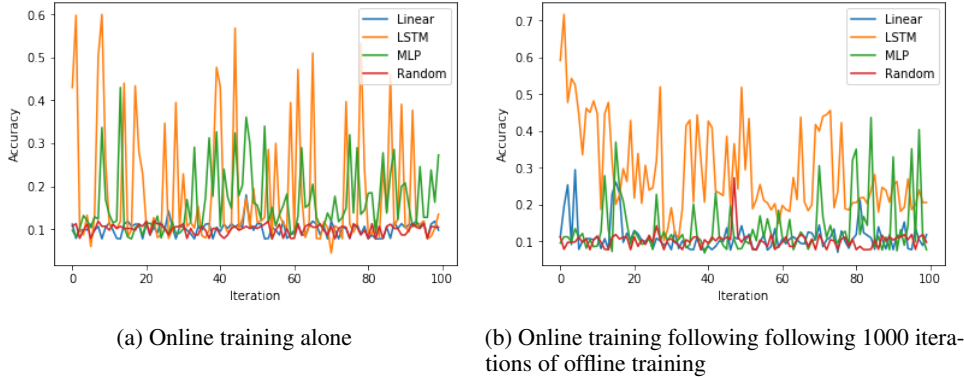 0.6
0.5
0.4
0.3
0.2
0.1
Accuracy
0 20 40 60 80 100
Iteration
Linear
LSTM
MLP
Random
(a) Online training alone
0.7
0.6
0.5
0.4
0.3
0.2
0.1
Accuracy
0 20 40 60 80 100
Iteration
Linear
LSTM
MLP
Random
(b) Online training following following 1000 itera-
tions of offline training